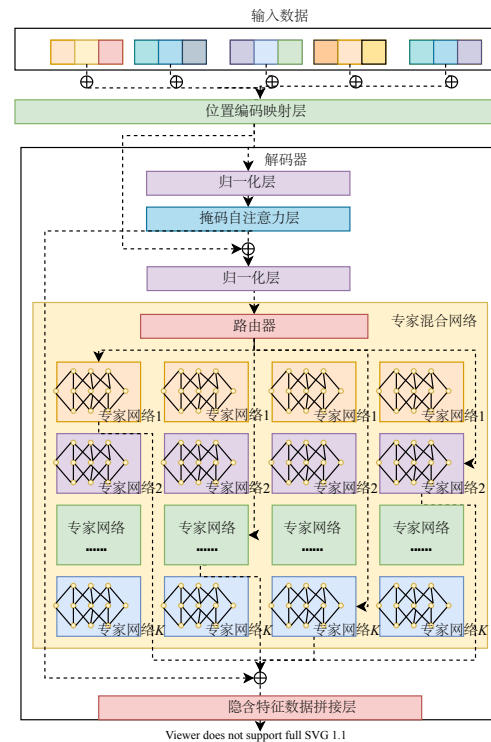 输入数据
位置编码映射层
解码器
归一化层
掩码自注意力层
归一化层
路由器
专家混合网络
专家网络1 专家网络1 专家网络1 专家网络1
专家网络2 专家网络2 专家网络2 专家网络2
专家网络 专家网络 专家网络 专家网络
...... ...... ...... ......
专家网络K 专家网络K 专家网络K 专家网络K
隐含特征数据拼接层
Viewer does not support full SVG 1.1